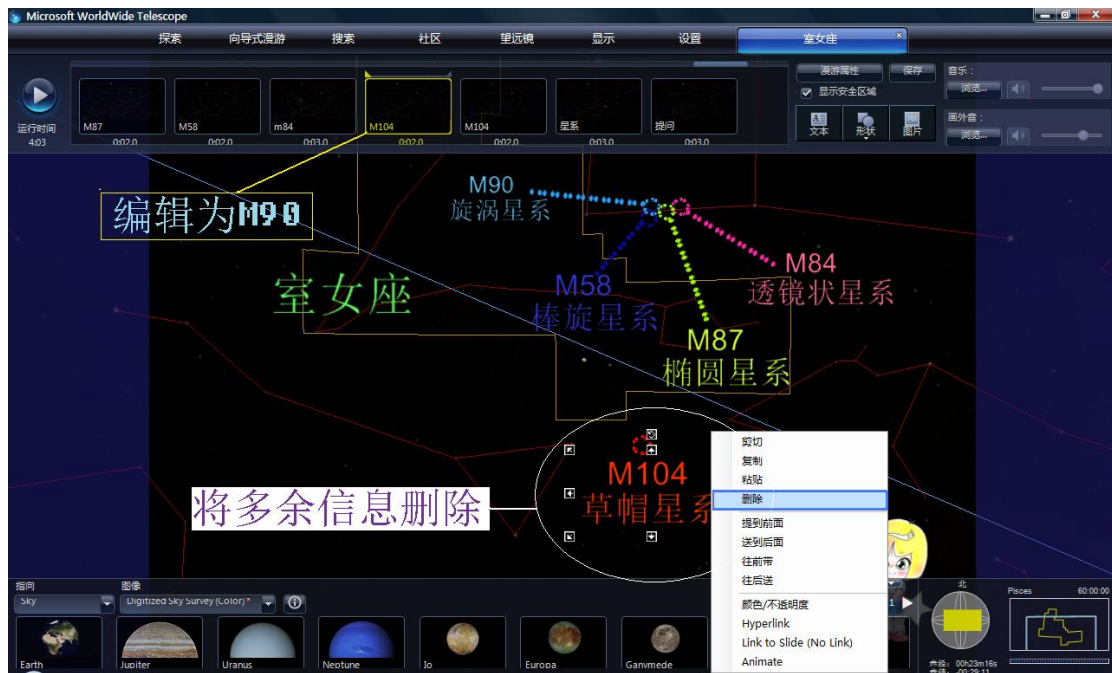 Microsoft WorldWide Telescope
探索 向导式漫游 搜索 社区 望远镜 显示 设置 室女座
漫游属性 保存 音乐：
显示安全区域 浏览...
M87 M58 m84 M104 M104 星系 提问
文本 形状 图片
画外音：
浏览...
运行时间
4:03 0:02.0 0:02.0 0:03.0 0:02.0 0:02.0 0:03.0 0:03.0
编辑为M90
M90
旋涡星系
室女座
M84
透镜状星系
M58
棒旋星系
M87
椭圆星系
M104
草帽星系
将多余信息删除
剪切
复制
粘贴
删除
提到前面
送到后面
往前带
往后送
颜色/不透明度
Hyperlink
Link to Slide (No Link)
Animate
指向 图像
Sky Digitized Sky Survey (Color) *
1
北
Pisces 60:00:00
Earth Jupiter Uranus Neptune Io Europa Ganymede
赤经： 00h23m16s
-00:29:11